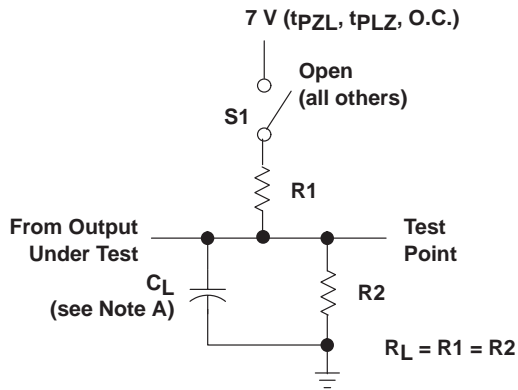 7 V (tPZL, tPLZ, O.C.)
Open
(all others)
S1
R1
From Output
Under Test
Test
Point
CL
(see Note A)
R2
RL = R1 = R2